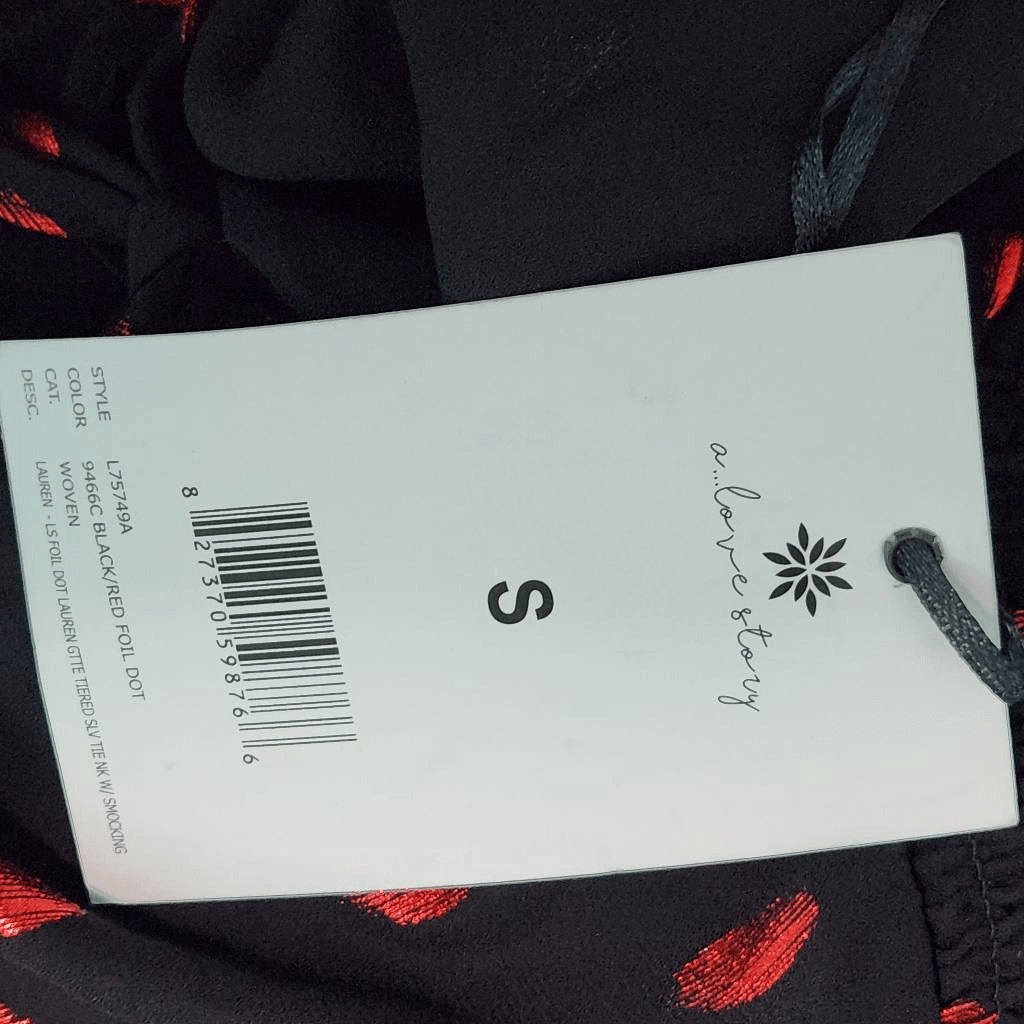 a...love story
S
8 27370 59876 6
STYLE L75749A
COLOR 9466C BLACK/RED FOIL DOT
CAT. WOVEN
DESC. LAUREN - LS FOIL DOT LAUREN GTTE TIERED SLV TIE NK W/ SMOCKING